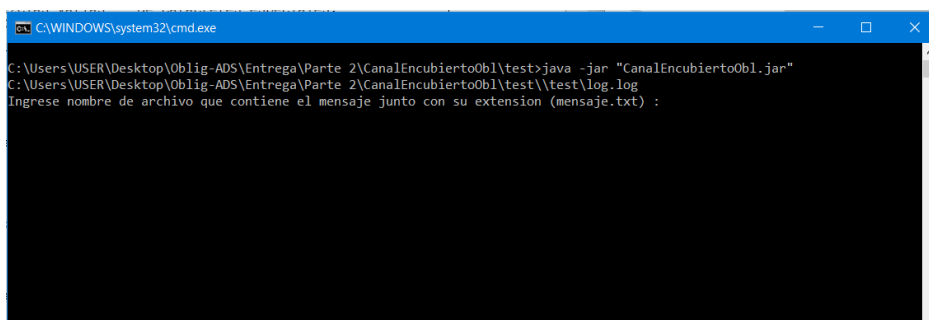 C:\WINDOWS\system32\cmd.exe
C:\Users\USER\Desktop\Oblig-ADS\Entrega\Parte 2\CanalEncubiertoObl\test>java -jar "CanalEncubiertoObl.jar"
C:\Users\USER\Desktop\Oblig-ADS\Entrega\Parte 2\CanalEncubiertoObl\test\\test\log.log
Ingrese nombre de archivo que contiene el mensaje junto con su extension (mensaje.txt) :